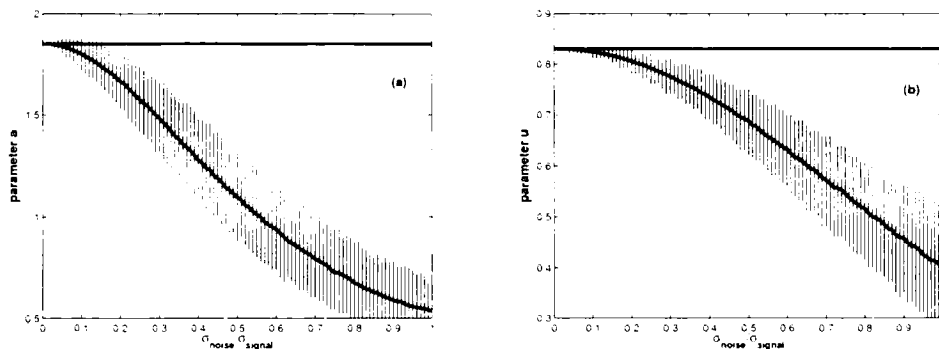 2
1.5
1
0.5
parameter a
(a)
0 0.1 0.2 0.3 0.4 0.5 0.6 0.7 0.8 0.9 1
σnoise σsignal
0.9
0.8
0.7
0.6
0.5
0.4
0.3
parameter u
(b)
0 0.1 0.2 0.3 0.4 0.5 0.6 0.7 0.8 0.9
σnoise σsignal